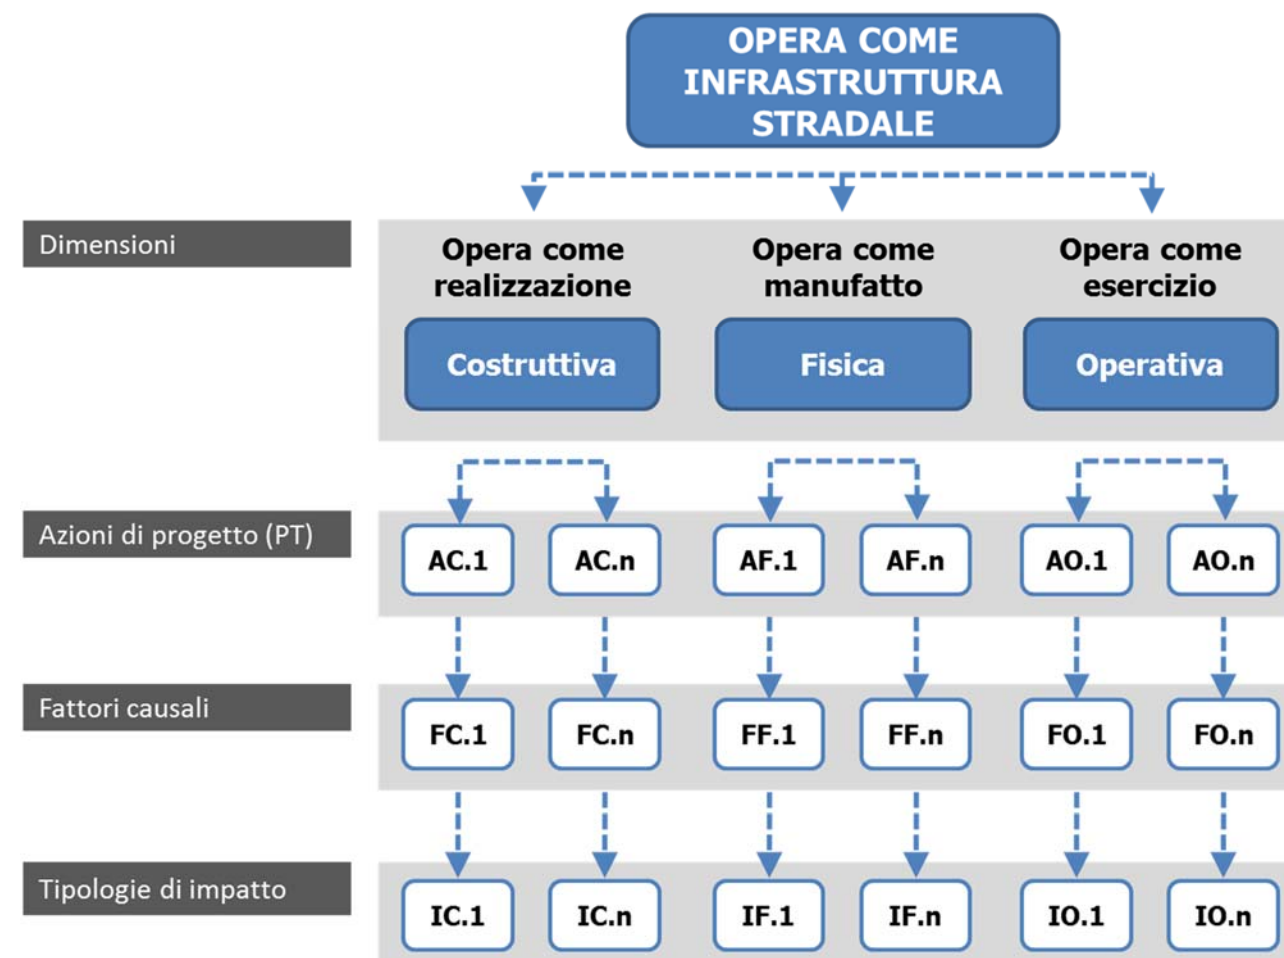 OPERA COME
INFRASTRUTTURA
STRADALE
Dimensioni
Opera come
realizzazione
Opera come
manufatto
Opera come
esercizio
Costruttiva
Fisica
Operativa
Azioni di progetto (PT)
AC.1
AC.n
AF.1
AF.n
AO.1
AO.n
Fattori causali
FC.1
FC.n
FF.1
FF.n
FO.1
FO.n
Tipologie di impatto
IC.1
IC.n
IF.1
IF.n
IO.1
IO.n